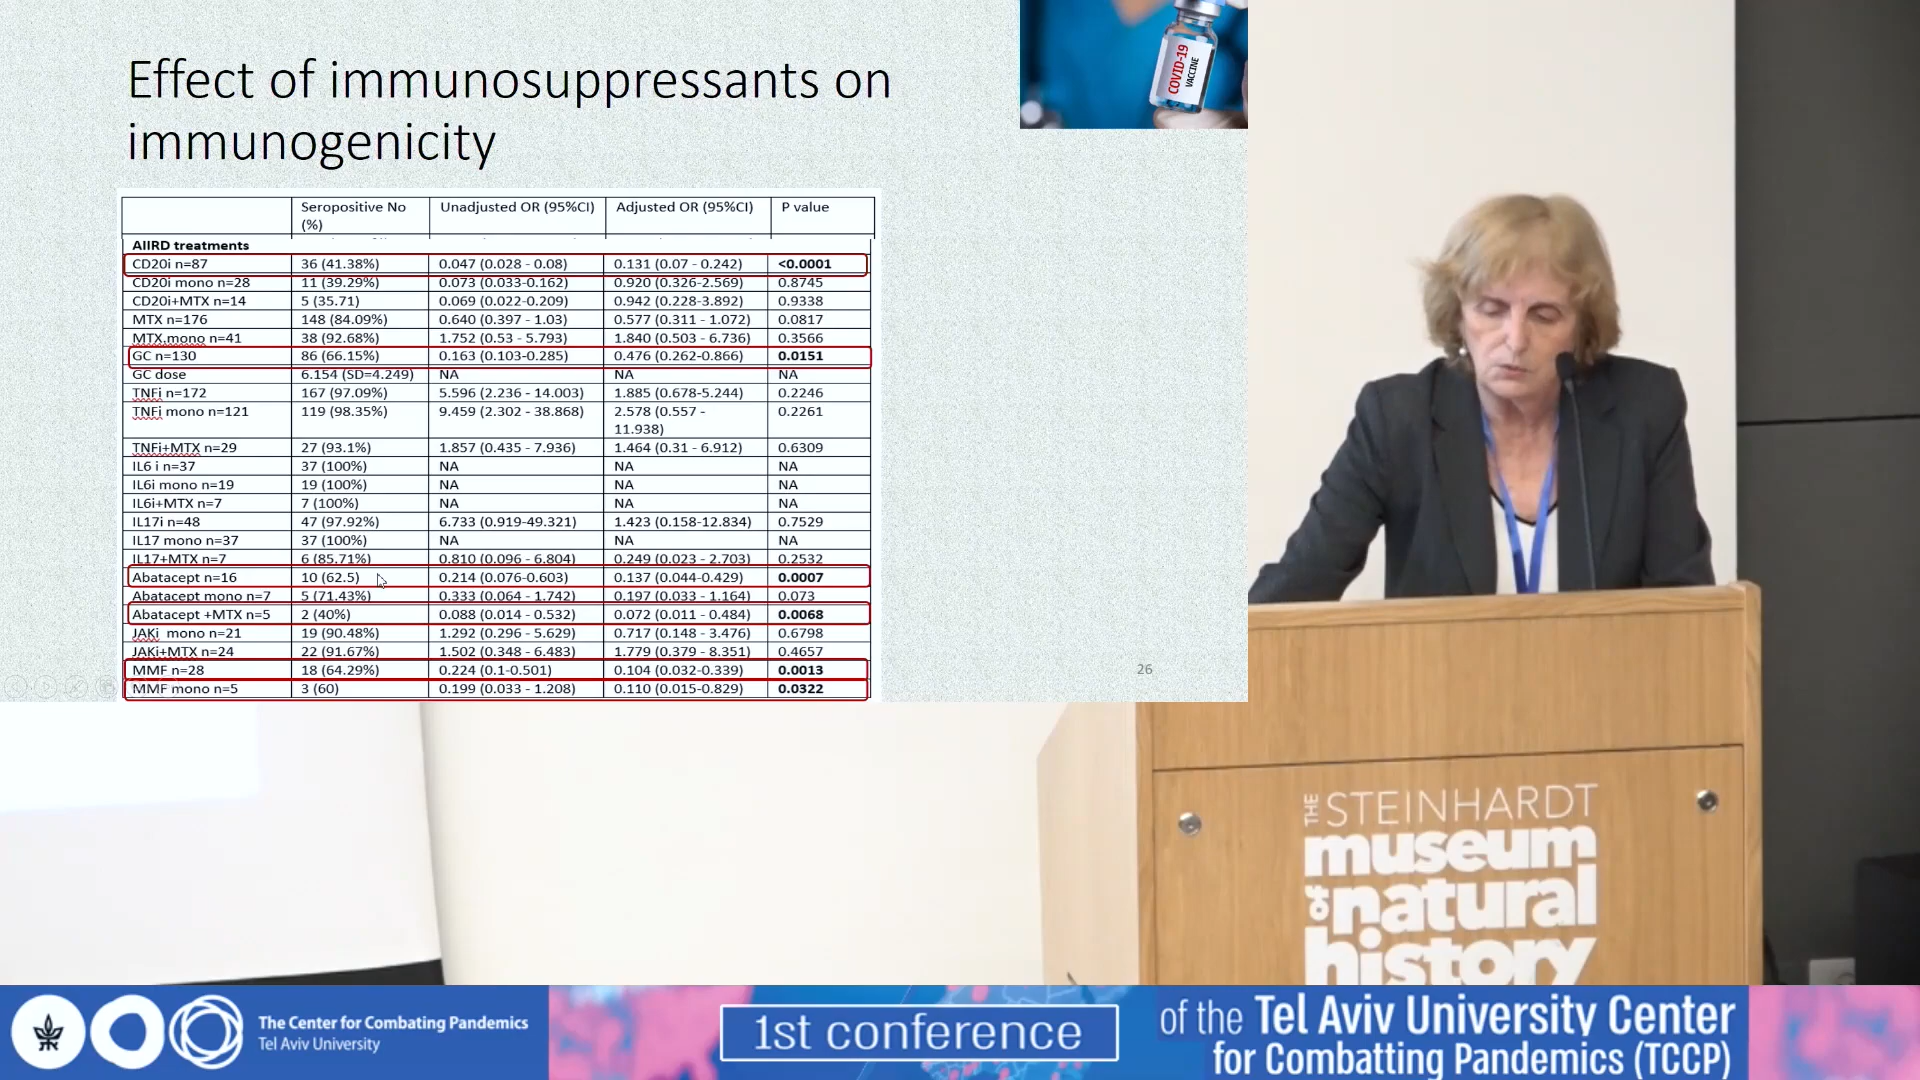 Effect of immunosuppressants on
immunogenicity
COVID-19
VACCINE
Seropositive No (%) Unadjusted OR (95%CI) Adjusted OR (95%CI) P value
AIIRD treatments
CD20i n=87 36 (41.38%) 0.047 (0.028 - 0.08) 0.131 (0.07 - 0.242) <0.0001
CD20i mono n=28 11 (39.29%) 0.073 (0.033-0.162) 0.920 (0.326-2.569) 0.8745
CD20i+MTX n=14 5 (35.71) 0.069 (0.022-0.209) 0.942 (0.228-3.892) 0.9338
MTX n=176 148 (84.09%) 0.640 (0.397 - 1.03) 0.577 (0.311 - 1.072) 0.0817
MTX.mono n=41 38 (92.68%) 1.752 (0.53 - 5.793) 1.840 (0.503 - 6.736) 0.3566
GC n=130 86 (66.15%) 0.163 (0.103-0.285) 0.476 (0.262-0.866) 0.0151
GC dose 6.154 (SD=4.249) NA NA NA
TNFi n=172 167 (97.09%) 5.596 (2.236 - 14.003) 1.885 (0.678-5.244) 0.2246
TNFi mono n=121 119 (98.35%) 9.459 (2.302 - 38.868) 2.578 (0.557 - 11.938) 0.2261
TNFi+MTX n=29 27 (93.1%) 1.857 (0.435 - 7.936) 1.464 (0.31 - 6.912) 0.6309
IL6 i n=37 37 (100%) NA NA NA
IL6i mono n=19 19 (100%) NA NA NA
IL6i+MTX n=7 7 (100%) NA NA NA
IL17i n=48 47 (97.92%) 6.733 (0.919-49.321) 1.423 (0.158-12.834) 0.7529
IL17 mono n=37 37 (100%) NA NA NA
IL17+MTX n=7 6 (85.71%) 0.810 (0.096 - 6.804) 0.249 (0.023 - 2.703) 0.2532
Abatacept n=16 10 (62.5) 0.214 (0.076-0.603) 0.137 (0.044-0.429) 0.0007
Abatacept mono n=7 5 (71.43%) 0.333 (0.064 - 1.742) 0.197 (0.033 - 1.164) 0.073
Abatacept +MTX n=5 2 (40%) 0.088 (0.014 - 0.532) 0.072 (0.011 - 0.484) 0.0068
JAKi mono n=21 19 (90.48%) 1.292 (0.296 - 5.629) 0.717 (0.148 - 3.476) 0.6798
JAKi+MTX n=24 22 (91.67%) 1.502 (0.348 - 6.483) 1.779 (0.379 - 8.351) 0.4657
MMF n=28 18 (64.29%) 0.224 (0.1-0.501) 0.104 (0.032-0.339) 0.0013
MMF mono n=5 3 (60) 0.199 (0.033 - 1.208) 0.110 (0.015-0.829) 0.0322
26
THE STEINHARDT
museum
of natural
history
The Center for Combating Pandemics
Tel Aviv University
1st conference
of the Tel Aviv University Center
for Combatting Pandemics (TCCP)